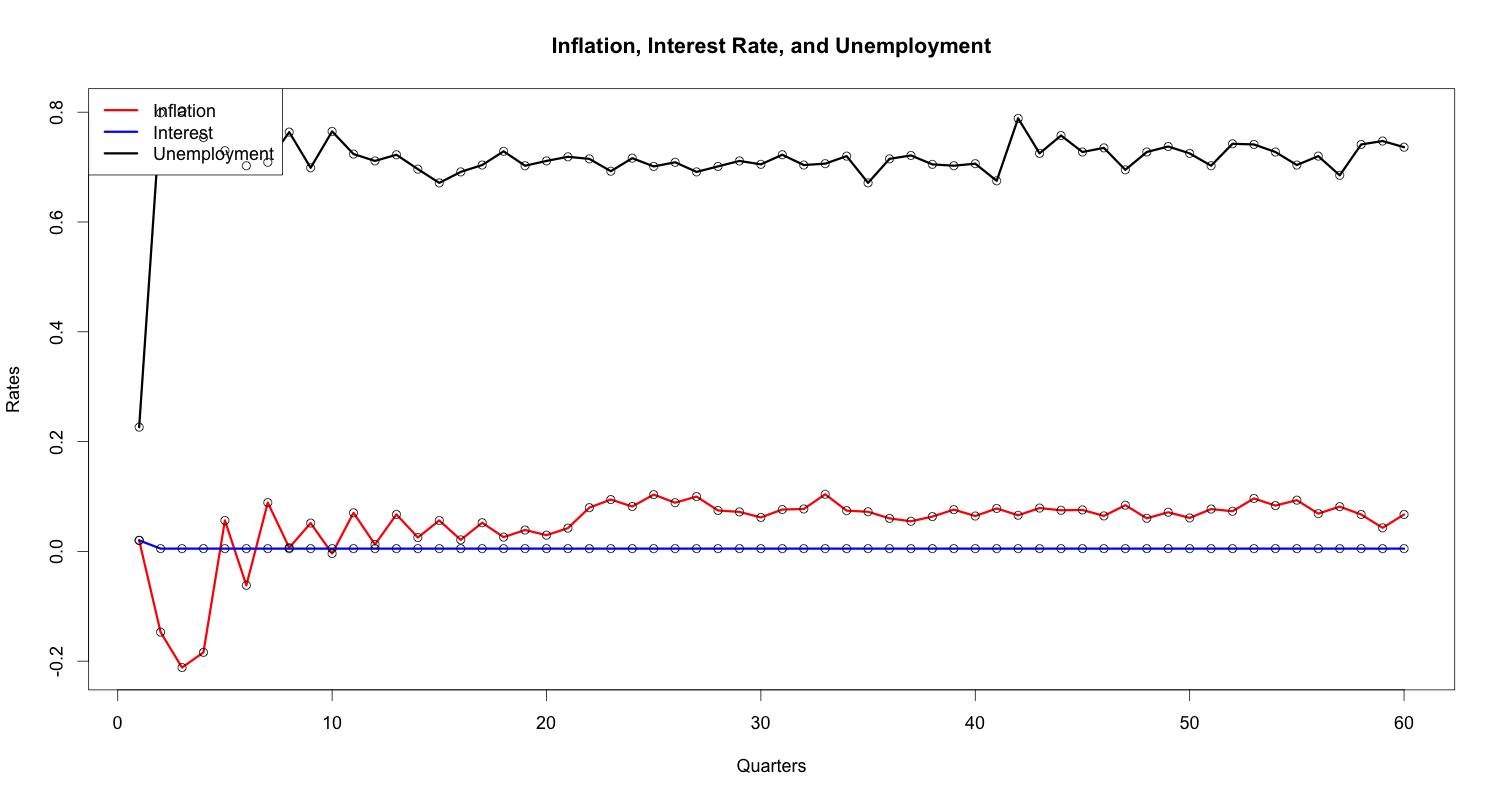 Inflation, Interest Rate, and Unemployment
Inflation
Interest
Unemployment
0.8
0.6
0.4
0.2
0.0
-0.2
Rates
0 10 20 30 40 50 60
Quarters